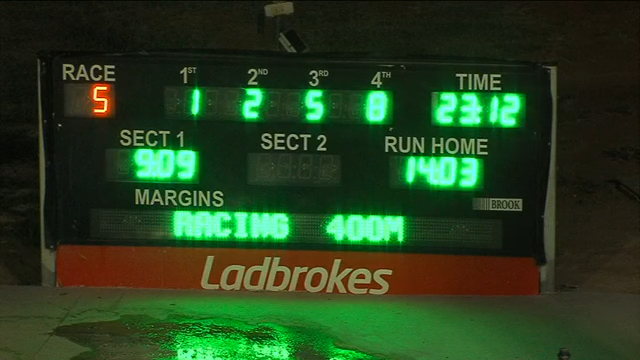 RACE 1ST 2ND 3RD 4TH TIME
5 1 2 5 8 23:12
SECT 1 SECT 2 RUN HOME
9.09 14.03
MARGINS
BROOK
RACING 400M
Ladbrokes